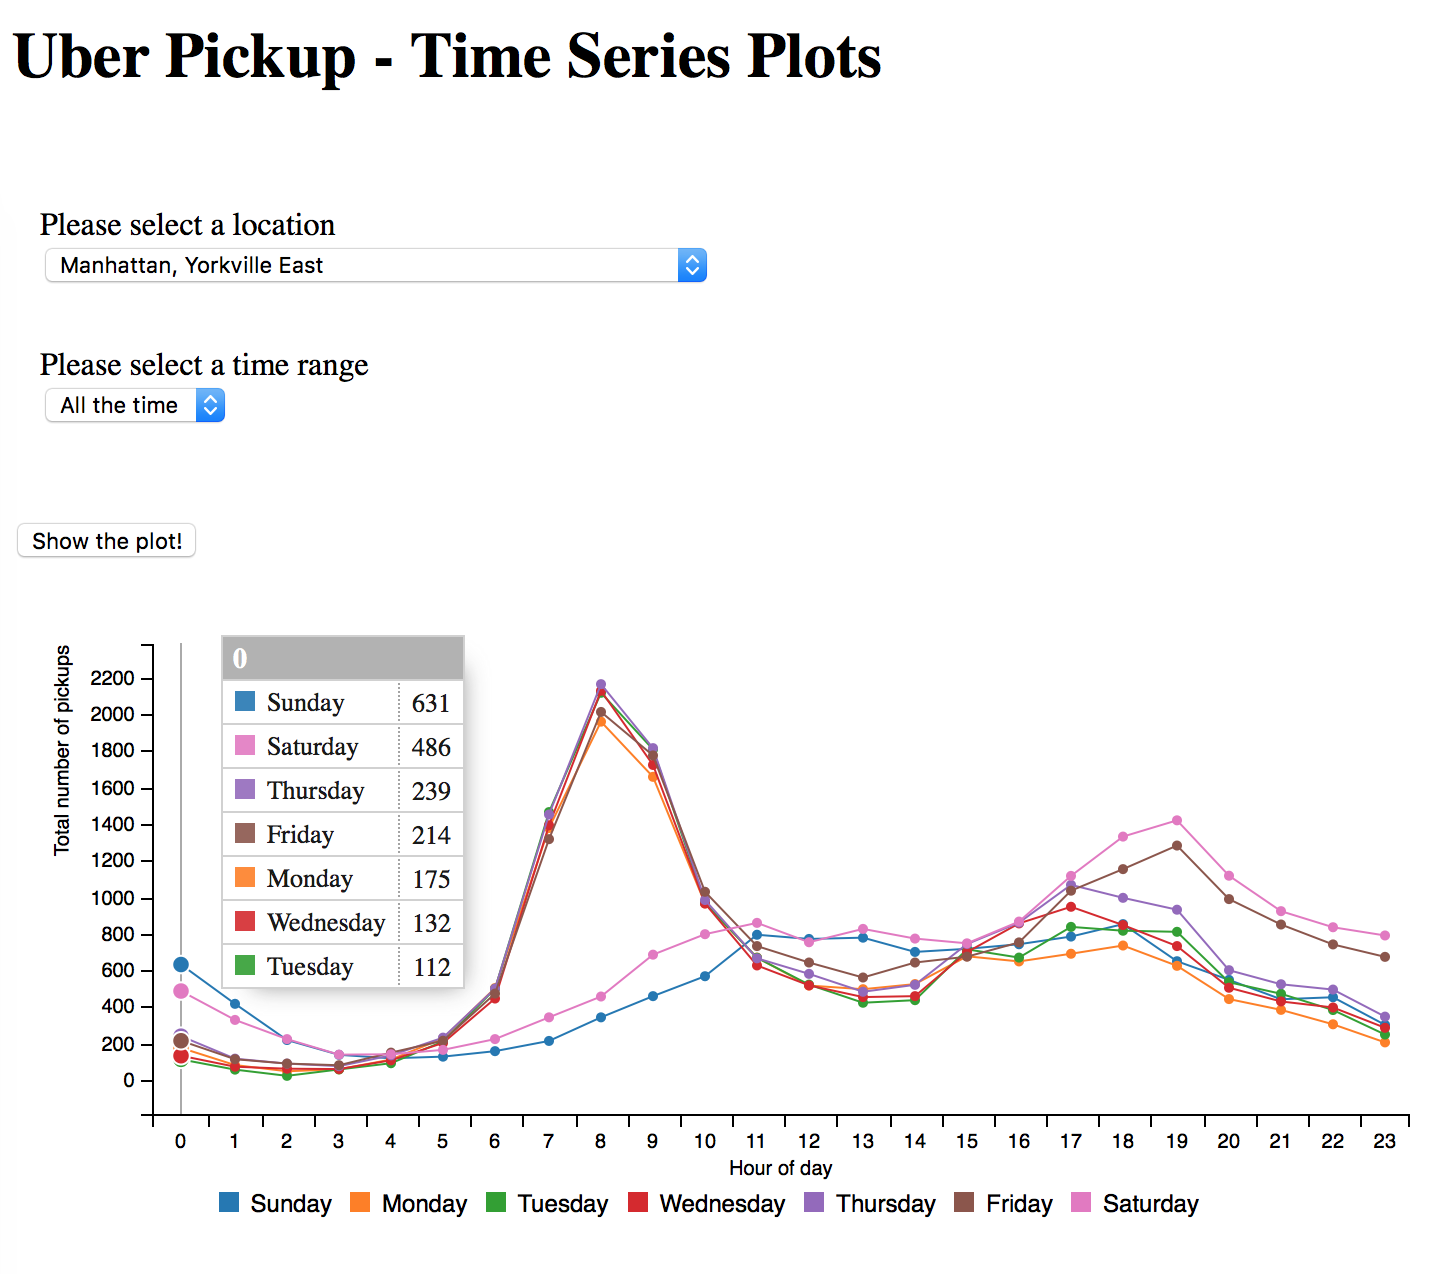 Uber Pickup - Time Series Plots
Please select a location
Manhattan, Yorkville East
Please select a time range
All the time
Show the plot!
Total number of pickups
2200
2000
1800
1600
1400
1200
1000
800
600
400
200
0
0
Sunday 631
Saturday 486
Thursday 239
Friday 214
Monday 175
Wednesday 132
Tuesday 112
0 1 2 3 4 5 6 7 8 9 10 11 12 13 14 15 16 17 18 19 20 21 22 23
Hour of day
Sunday Monday Tuesday Wednesday Thursday Friday Saturday